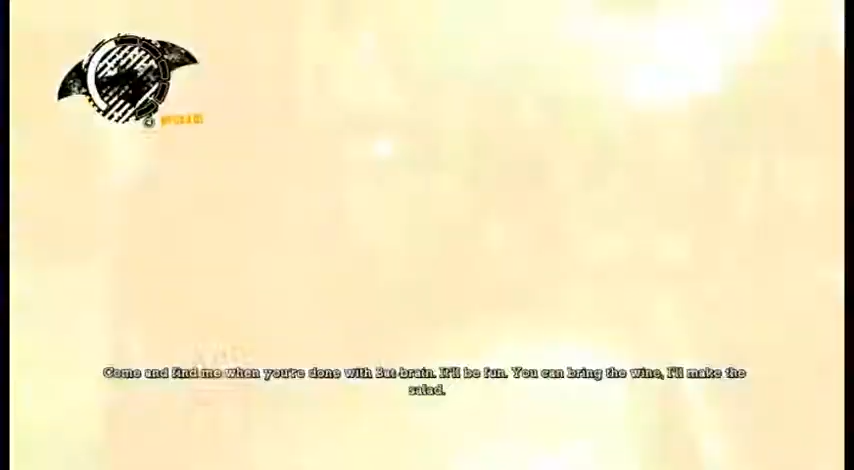 Come and find me when you're done with Bat-brain. It'll be fun. You can bring the wine, I'll make the
salad.